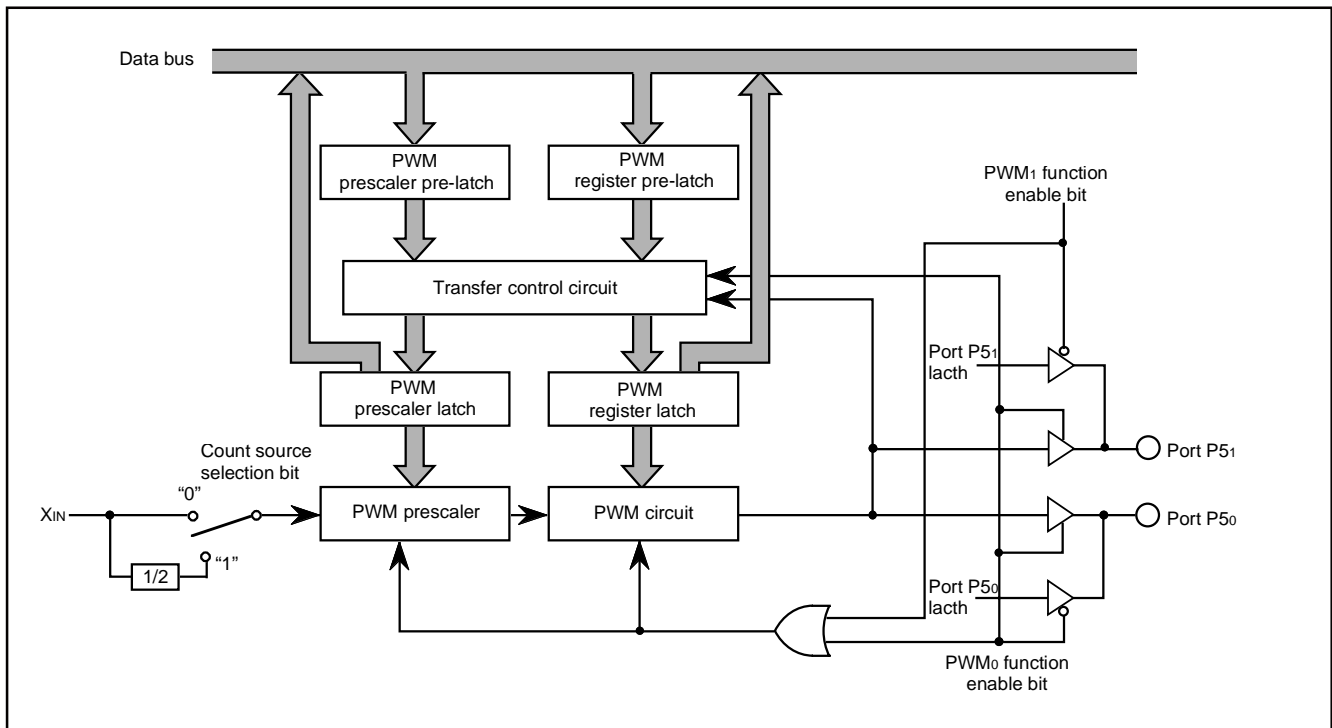 Data bus
PWM
prescaler pre-latch
PWM
register pre-latch
PWM1 function
enable bit
Transfer control circuit
Port P51
lacth
PWM
prescaler latch
PWM
register latch
Count source
selection bit
Port P51
“0”
XIN
PWM prescaler
PWM circuit
Port P50
“1”
1/2
Port P50
lacth
PWM0 function
enable bit